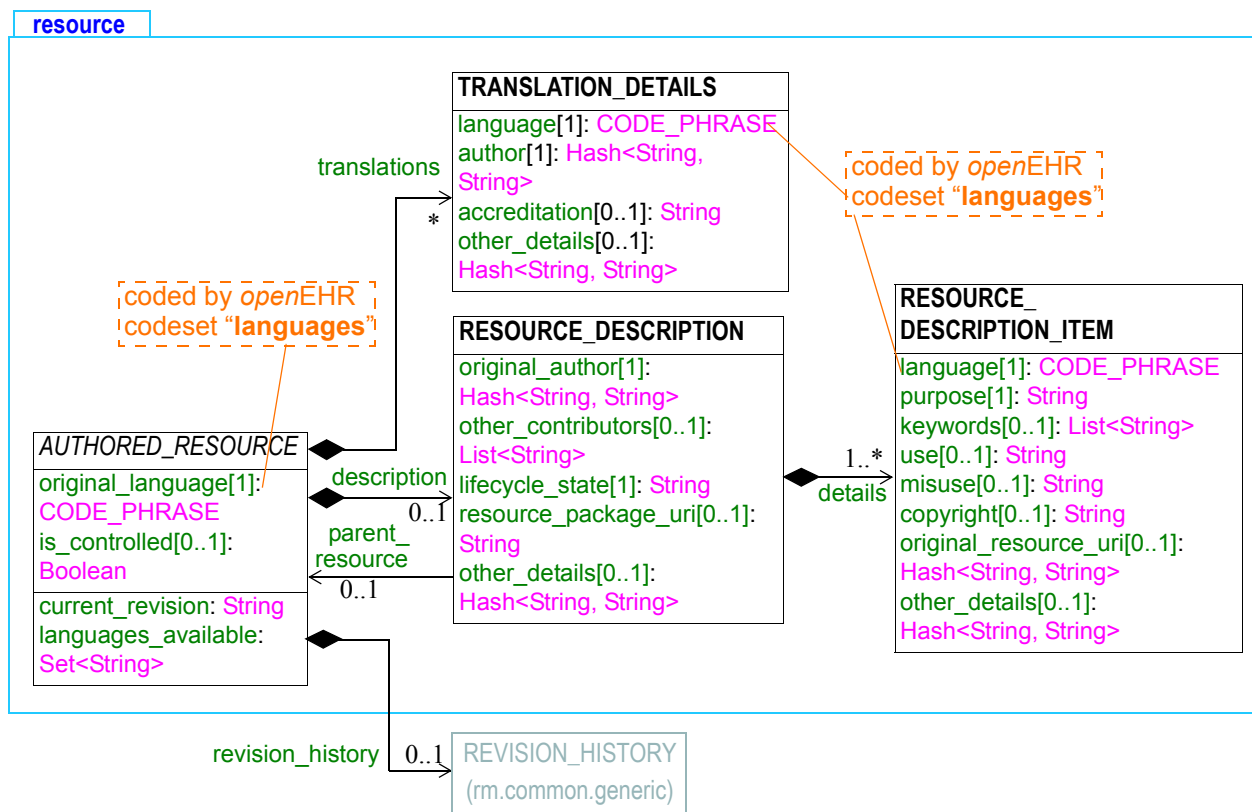 resource
TRANSLATION_DETAILS
language[1]: CODE_PHRASE
author[1]: Hash<String,
String>
accreditation[0..1]: String
other_details[0..1]:
Hash<String, String>
translations
*
coded by openEHR
codeset “languages”
coded by openEHR
codeset “languages”
RESOURCE_DESCRIPTION
original_author[1]:
Hash<String, String>
other_contributors[0..1]:
List<String>
lifecycle_state[1]: String
resource_package_uri[0..1]:
String
other_details[0..1]:
Hash<String, String>
RESOURCE_
DESCRIPTION_ITEM
language[1]: CODE_PHRASE
purpose[1]: String
keywords[0..1]: List<String>
use[0..1]: String
misuse[0..1]: String
copyright[0..1]: String
original_resource_uri[0..1]:
Hash<String, String>
other_details[0..1]:
Hash<String, String>
1..*
details
AUTHORED_RESOURCE
original_language[1]:
CODE_PHRASE
is_controlled[0..1]:
Boolean
current_revision: String
languages_available:
Set<String>
description
0..1
parent_
resource
0..1
revision_history
0..1
REVISION_HISTORY
(rm.common.generic)